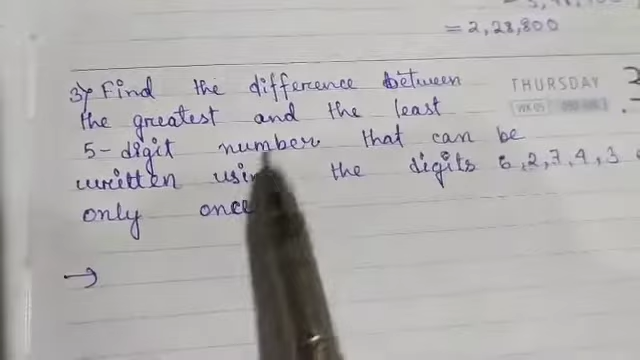 = 2,28,800
3) Find the difference between
the greatest and the least
5-digit number that can be
written the digits 6,2,7,4,3
only once
→
THURSDAY